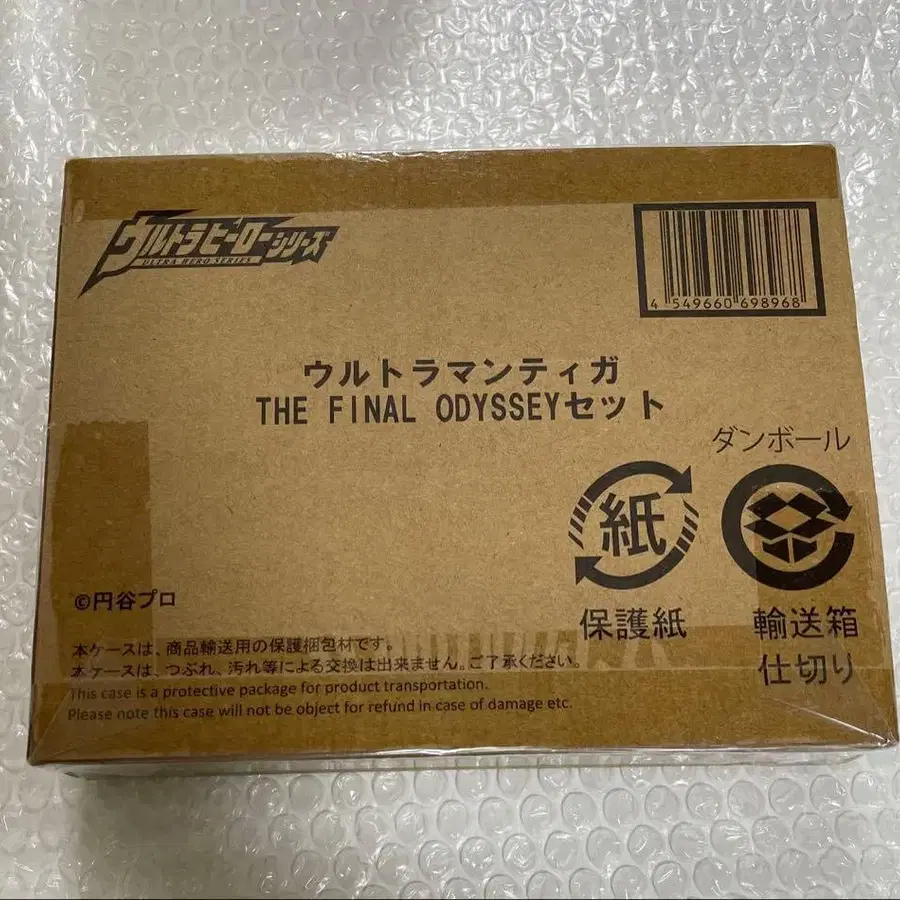 ウルトラヒーローシリーズ
ULTRA HERO SERIES
4 549660 698968
ウルトラマンティガ
THE FINAL ODYSSEYセット
ダンボール
紙
保護紙
輸送箱
仕切り
©円谷プロ
本ケースは、商品輸送用の保護梱包材です。
本ケースは、つぶれ、汚れ等による交換は出来ません。ご了承ください。
This case is a protective package for product transportation.
Please note this case will not be object for refund in case of damage etc.